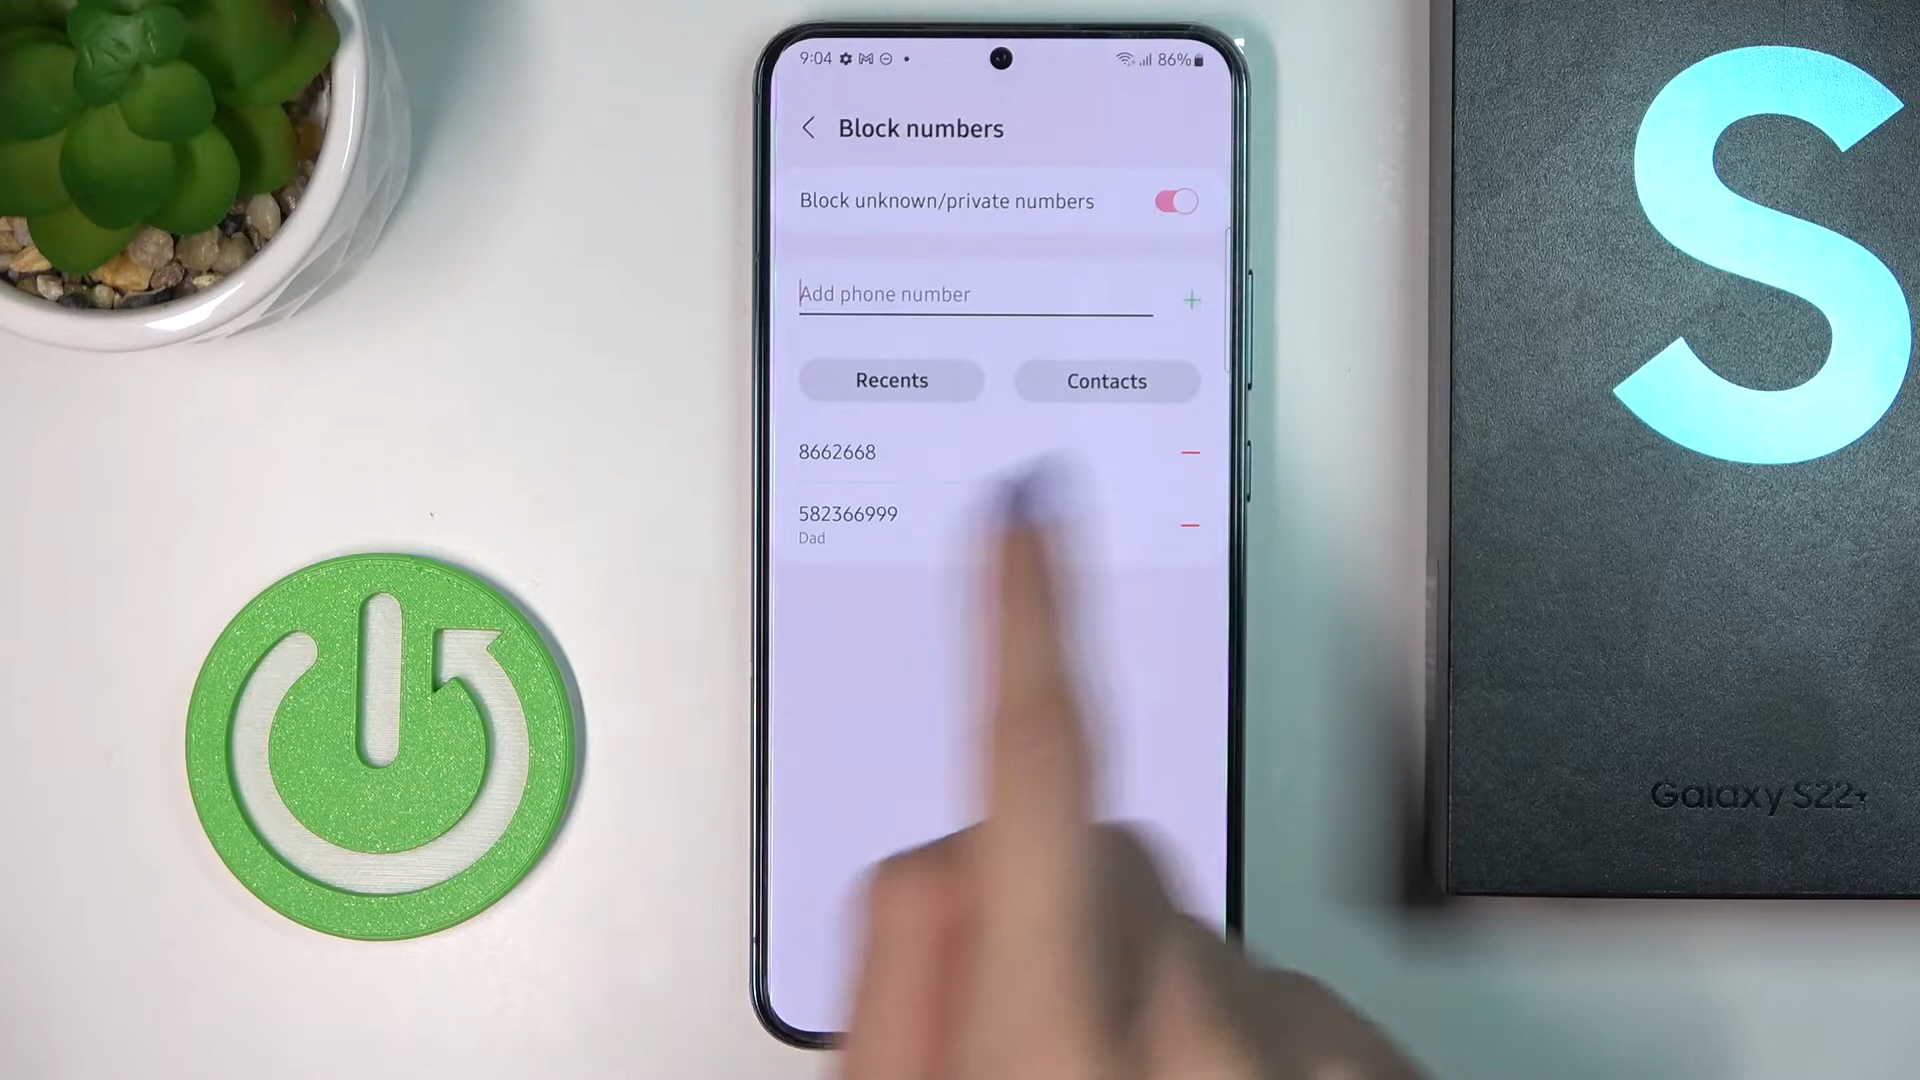 9:04
86%
Block numbers
Block unknown/private numbers
Add phone number
Recents
Contacts
8662668
582366999
Dad
S
Galaxy S22+